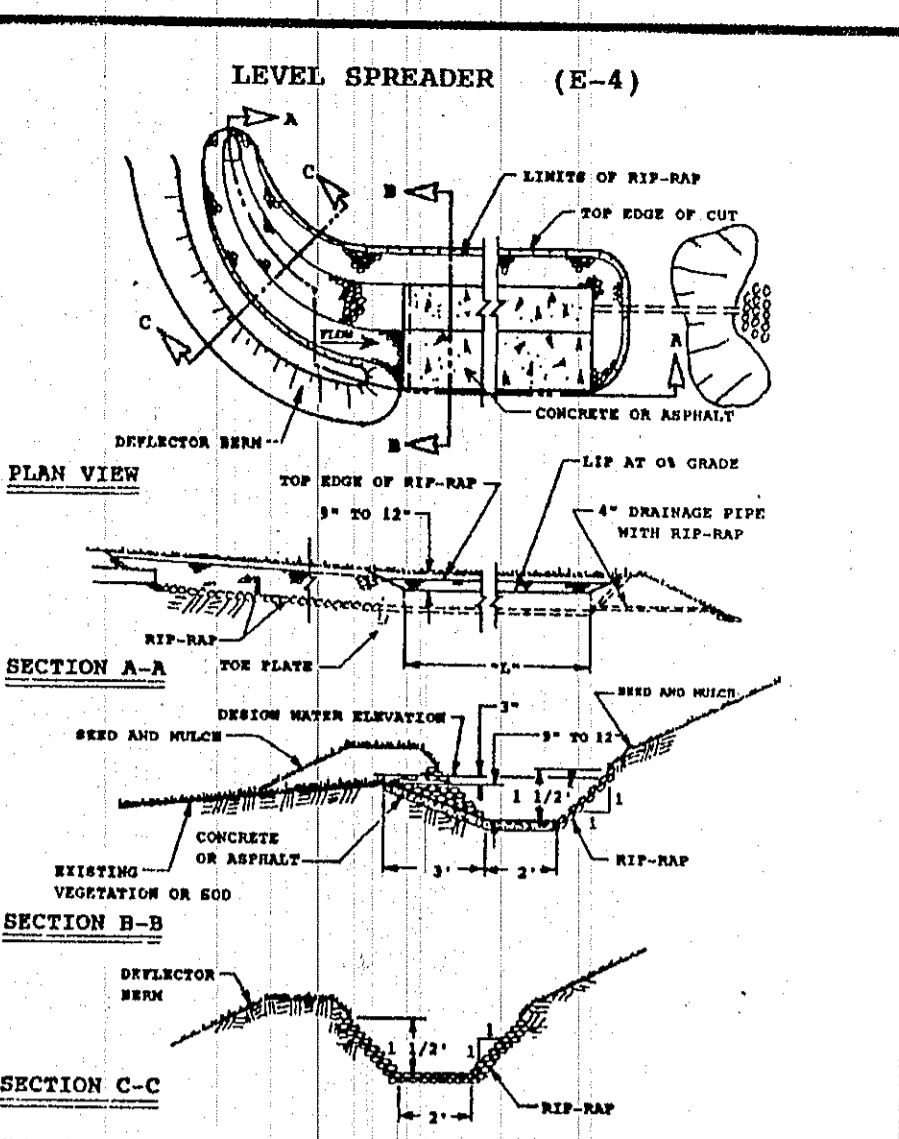 LEVEL SPREADER (E-4)
A
C
B
LIMITS OF RIP-RAP
TOP EDGE OF CUT
C
FLOW
A
CONCRETE OR ASPHALT
DEFLECTOR BERM
B
PLAN VIEW
LIP AT 0% GRADE
TOP EDGE OF RIP-RAP
9" TO 12"
4" DRAINAGE PIPE
WITH RIP-RAP
RIP-RAP
TOE PLATE
"L"
SECTION A-A
SEED AND MULCH
DESIGN WATER ELEVATION
3"
SEED AND MULCH
9" TO 12"
1 1/2'
1
1
CONCRETE
OR ASPHALT
RIP-RAP
EXISTING
VEGETATION OR SOD
3'
2'
SECTION B-B
DEFLECTOR
BERM
1
1 1/2'
1
RIP-RAP
2'
SECTION C-C